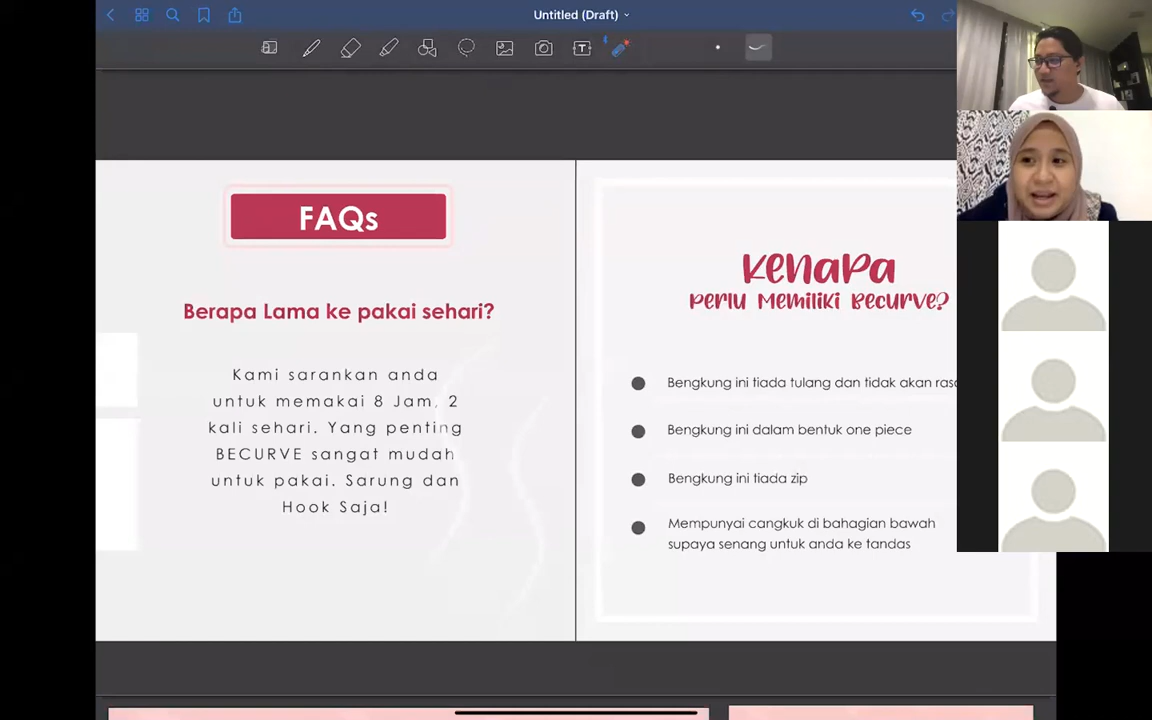 Untitled (Draft)
FAQs
Berapa Lama ke pakai sehari?
Kami sarankan anda
untuk memakai 8 Jam, 2
kali sehari. Yang penting
BECURVE sangat mudah
untuk pakai. Sarung dan
Hook Saja!
Kenapa
Perlu Memiliki Becurve?
Bengkung ini tiada tulang dan tidak akan
Bengkung ini dalam bentuk one piece
Bengkung ini tiada zip
Mempunyai cangkuk di bahagian bawah
supaya senang untuk anda ke tandas